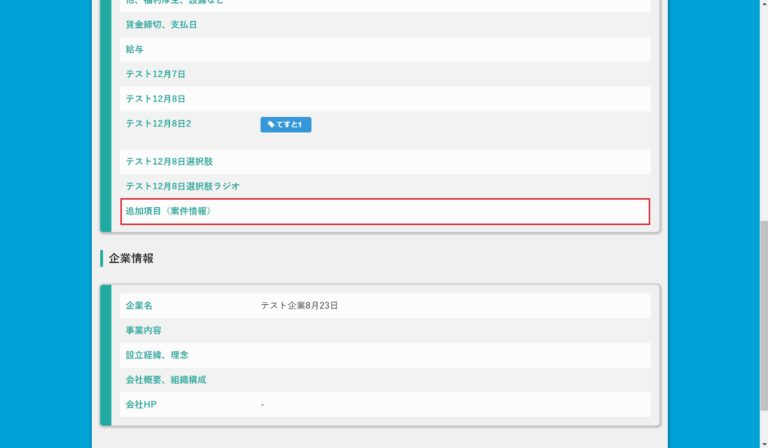 他、福利厚生、設備など
賃金締切、支払日
給与
テスト12月7日
テスト12月8日
テスト12月8日2 てすと1
テスト12月8日選択肢
テスト12月8日選択肢ラジオ
追加項目（案件情報）
企業情報
企業名 テスト企業8月23日
事業内容
設立経緯、理念
会社概要、組織構成
会社HP -